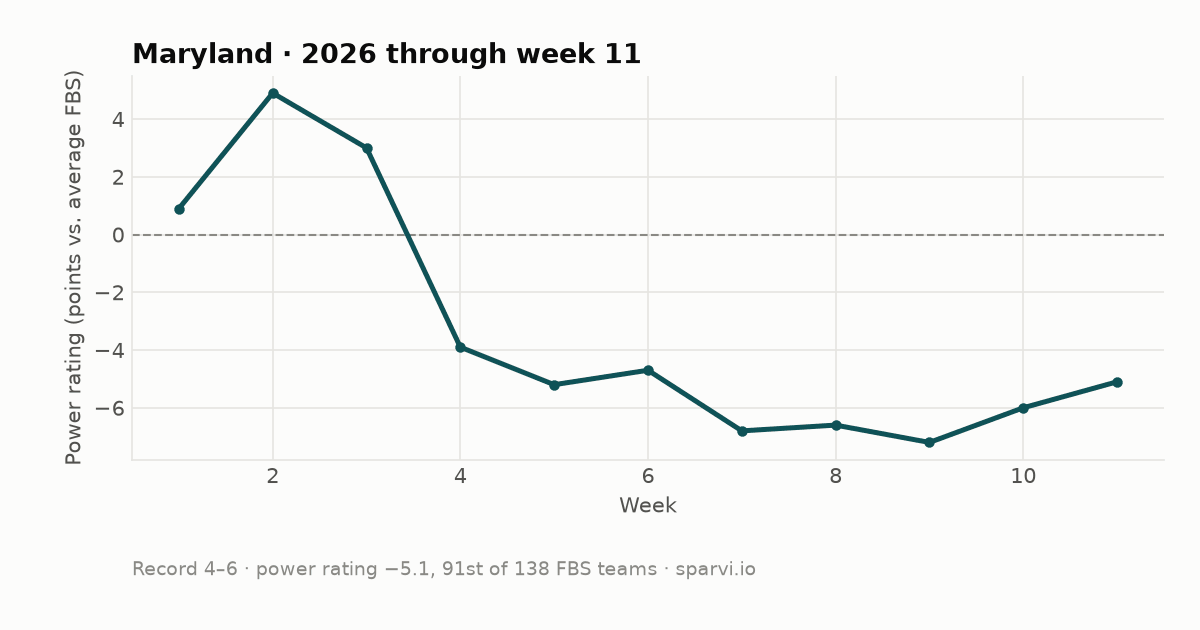 Maryland · 2026 through week 11
Power rating (points vs. average FBS)
4
2
0
−2
−4
−6
2
4
6
8
10
Week
Record 4–6 · power rating −5.1, 91st of 138 FBS teams · sparvi.io